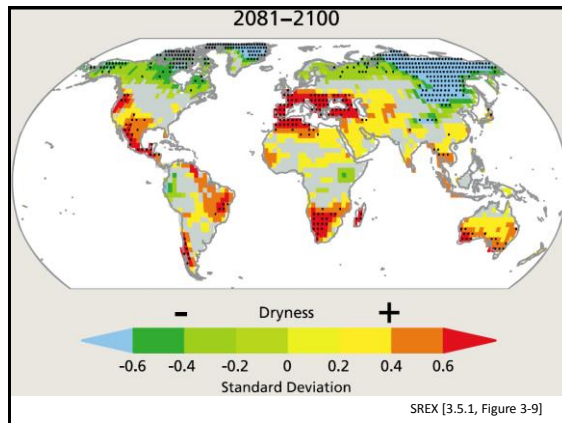 2081–2100
- Dryness +
-0.6 -0.4 -0.2 0 0.2 0.4 0.6
Standard Deviation
SREX [3.5.1, Figure 3-9]